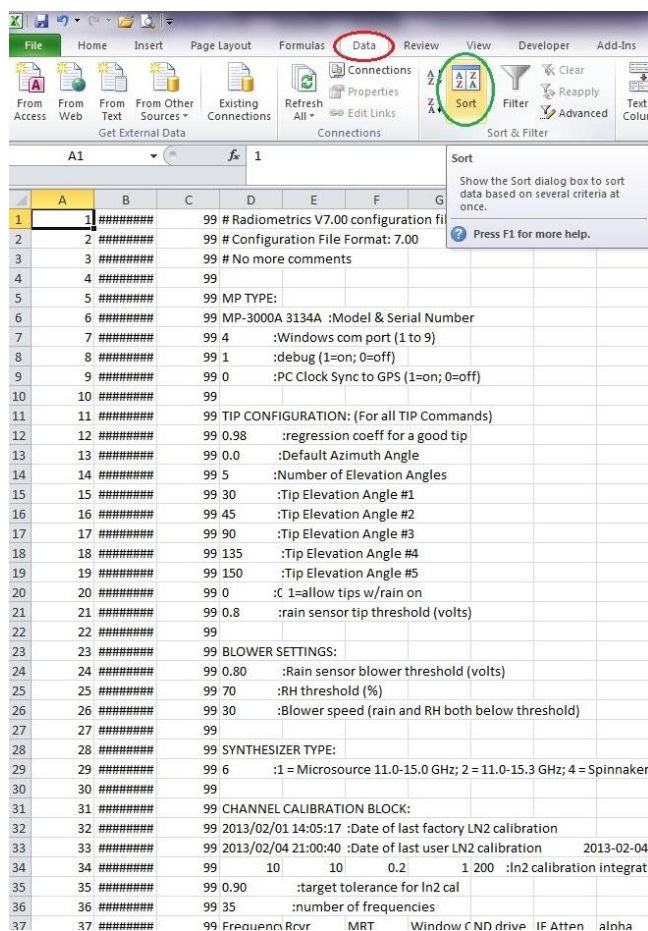 File Home Insert Page Layout Formulas Data Review View Developer Add-Ins
From Access
From Web
From Text
From Other Sources
Existing Connections
Refresh All
Connections
Properties
Edit Links
Sort
Filter
Clear
Reapply
Advanced
Text
Get External Data Connections Sort & Filter
A1 fx 1
Sort
Show the Sort dialog box to sort
data based on several criteria at
once.
Press F1 for more help.
A B C D E F G
1 1 ######## 99 # Radiometrics V7.00 configuration fi
2 2 ######## 99 # Configuration File Format: 7.00
3 3 ######## 99 # No more comments
4 4 ######## 99
5 5 ######## 99 MP TYPE:
6 6 ######## 99 MP-3000A 3134A :Model & Serial Number
7 7 ######## 99 4 :Windows com port (1 to 9)
8 8 ######## 99 1 :debug (1=on; 0=off)
9 9 ######## 99 0 :PC Clock Sync to GPS (1=on; 0=off)
10 10 ######## 99
11 11 ######## 99 TIP CONFIGURATION: (For all TIP Commands)
12 12 ######## 99 0.98 :regression coeff for a good tip
13 13 ######## 99 0.0 :Default Azimuth Angle
14 14 ######## 99 5 :Number of Elevation Angles
15 15 ######## 99 30 :Tip Elevation Angle #1
16 16 ######## 99 45 :Tip Elevation Angle #2
17 17 ######## 99 90 :Tip Elevation Angle #3
18 18 ######## 99 135 :Tip Elevation Angle #4
19 19 ######## 99 150 :Tip Elevation Angle #5
20 20 ######## 99 0 :0 1=allow tips w/rain on
21 21 ######## 99 0.8 :rain sensor tip threshold (volts)
22 22 ######## 99
23 23 ######## 99 BLOWER SETTINGS:
24 24 ######## 99 0.80 :Rain sensor blower threshold (volts)
25 25 ######## 99 70 :RH threshold (%)
26 26 ######## 99 30 :Blower speed (rain and RH both below threshold)
27 27 ######## 99
28 28 ######## 99 SYNTHESIZER TYPE:
29 29 ######## 99 6 :1 = Microsource 11.0-15.0 GHz; 2 = 11.0-15.3 GHz; 4 = Spinnaker
30 30 ######## 99
31 31 ######## 99 CHANNEL CALIBRATION BLOCK:
32 32 ######## 99 2013/02/01 14:05:17 :Date of last factory LN2 calibration
33 33 ######## 99 2013/02/04 21:00:40 :Date of last user LN2 calibration 2013-02-04
34 34 ######## 99 10 10 0.2 1 200 :ln2 calibration integrat
35 35 ######## 99 0.90 :target tolerance for ln2 cal
36 36 ######## 99 35 :number of frequencies
37 37 ######## 99 Frequency Rcvr MRT Window C ND drive IF Atten alpha